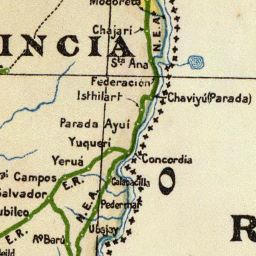 Mocoretá
Chajarí
N.E.A.
INCIA
Sta Ana
Federación
Isthilart
Chaviyú (Parada)
Parada Ayuí
Yuquerí
Yeruá
Concordia
Campos
E.R.
Calabacilla
Salvador
N.E.A.
O
Pedernal
Jubileo
R
Ubajay
E.R.
Ao Barú